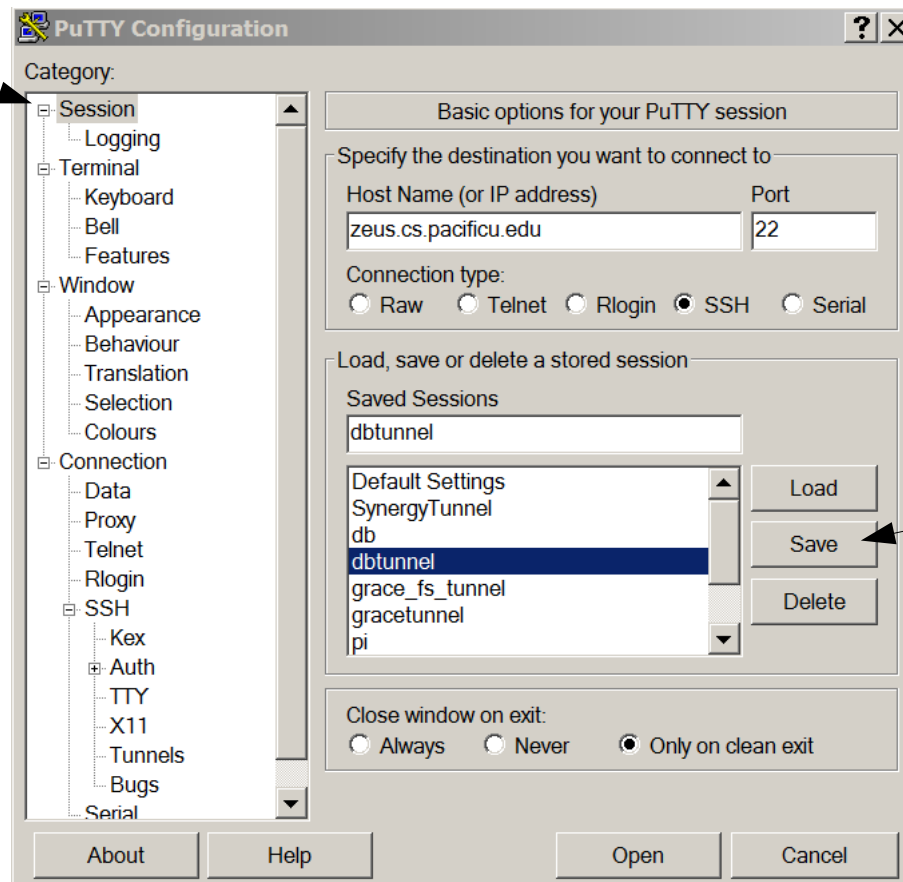 PuTTY Configuration
?
Category:
Session
Logging
Terminal
Keyboard
Bell
Features
Window
Appearance
Behaviour
Translation
Selection
Colours
Connection
Data
Proxy
Telnet
Rlogin
SSH
Kex
Auth
TTY
X11
Tunnels
Bugs
Serial
Basic options for your PuTTY session
Specify the destination you want to connect to
Host Name (or IP address) Port
zeus.cs.pacificu.edu 22
Connection type:
Raw Telnet Rlogin SSH Serial
Load, save or delete a stored session
Saved Sessions
dbtunnel
Default Settings
SynergyTunnel
db
dbtunnel
grace_fs_tunnel
gracetunnel
pi
Load
Save
Delete
Close window on exit:
Always Never Only on clean exit
About Help Open Cancel